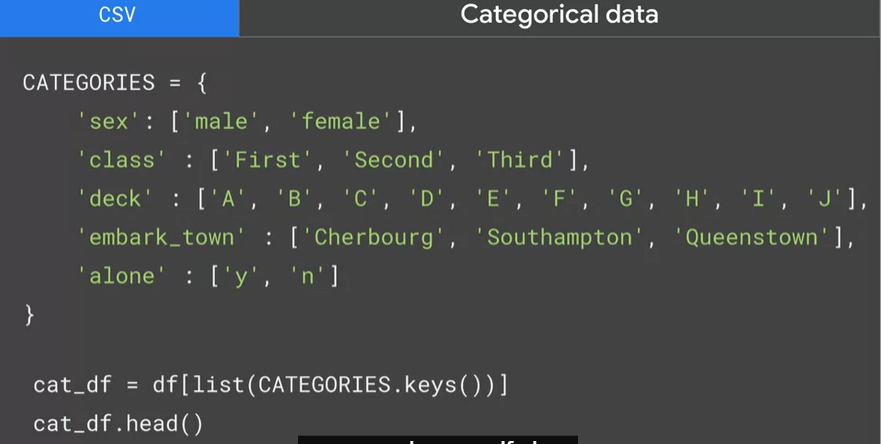 CSV
Categorical data
CATEGORIES = {
'sex': ['male', 'female'],
'class' : ['First', 'Second', 'Third'],
'deck' : ['A', 'B', 'C', 'D', 'E', 'F', 'G', 'H', 'I', 'J'],
'embark_town' : ['Cherbourg', 'Southampton', 'Queenstown'],
'alone' : ['y', 'n']
}
cat_df = df[list(CATEGORIES.keys())]
cat_df.head()